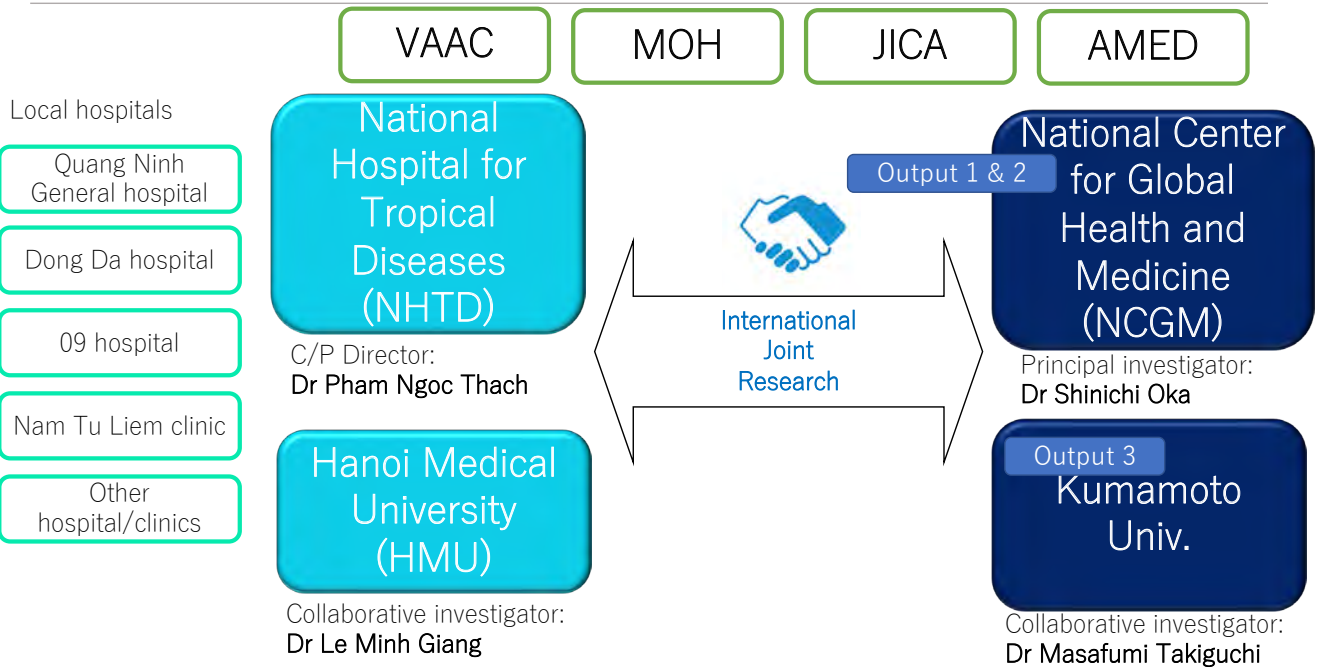 VAAC
MOH
JICA
AMED
Local hospitals
Quang Ninh
General hospital
Dong Da hospital
09 hospital
Nam Tu Liem clinic
Other
hospital/clinics
National
Hospital for
Tropical
Diseases
(NHTD)
C/P Director:
Dr Pham Ngoc Thach
Hanoi Medical
University
(HMU)
Collaborative investigator:
Dr Le Minh Giang
International
Joint
Research
Output 1 & 2
National Center
for Global
Health and
Medicine
(NCGM)
Principal investigator:
Dr Shinichi Oka
Output 3
Kumamoto
Univ.
Collaborative investigator:
Dr Masafumi Takiguchi